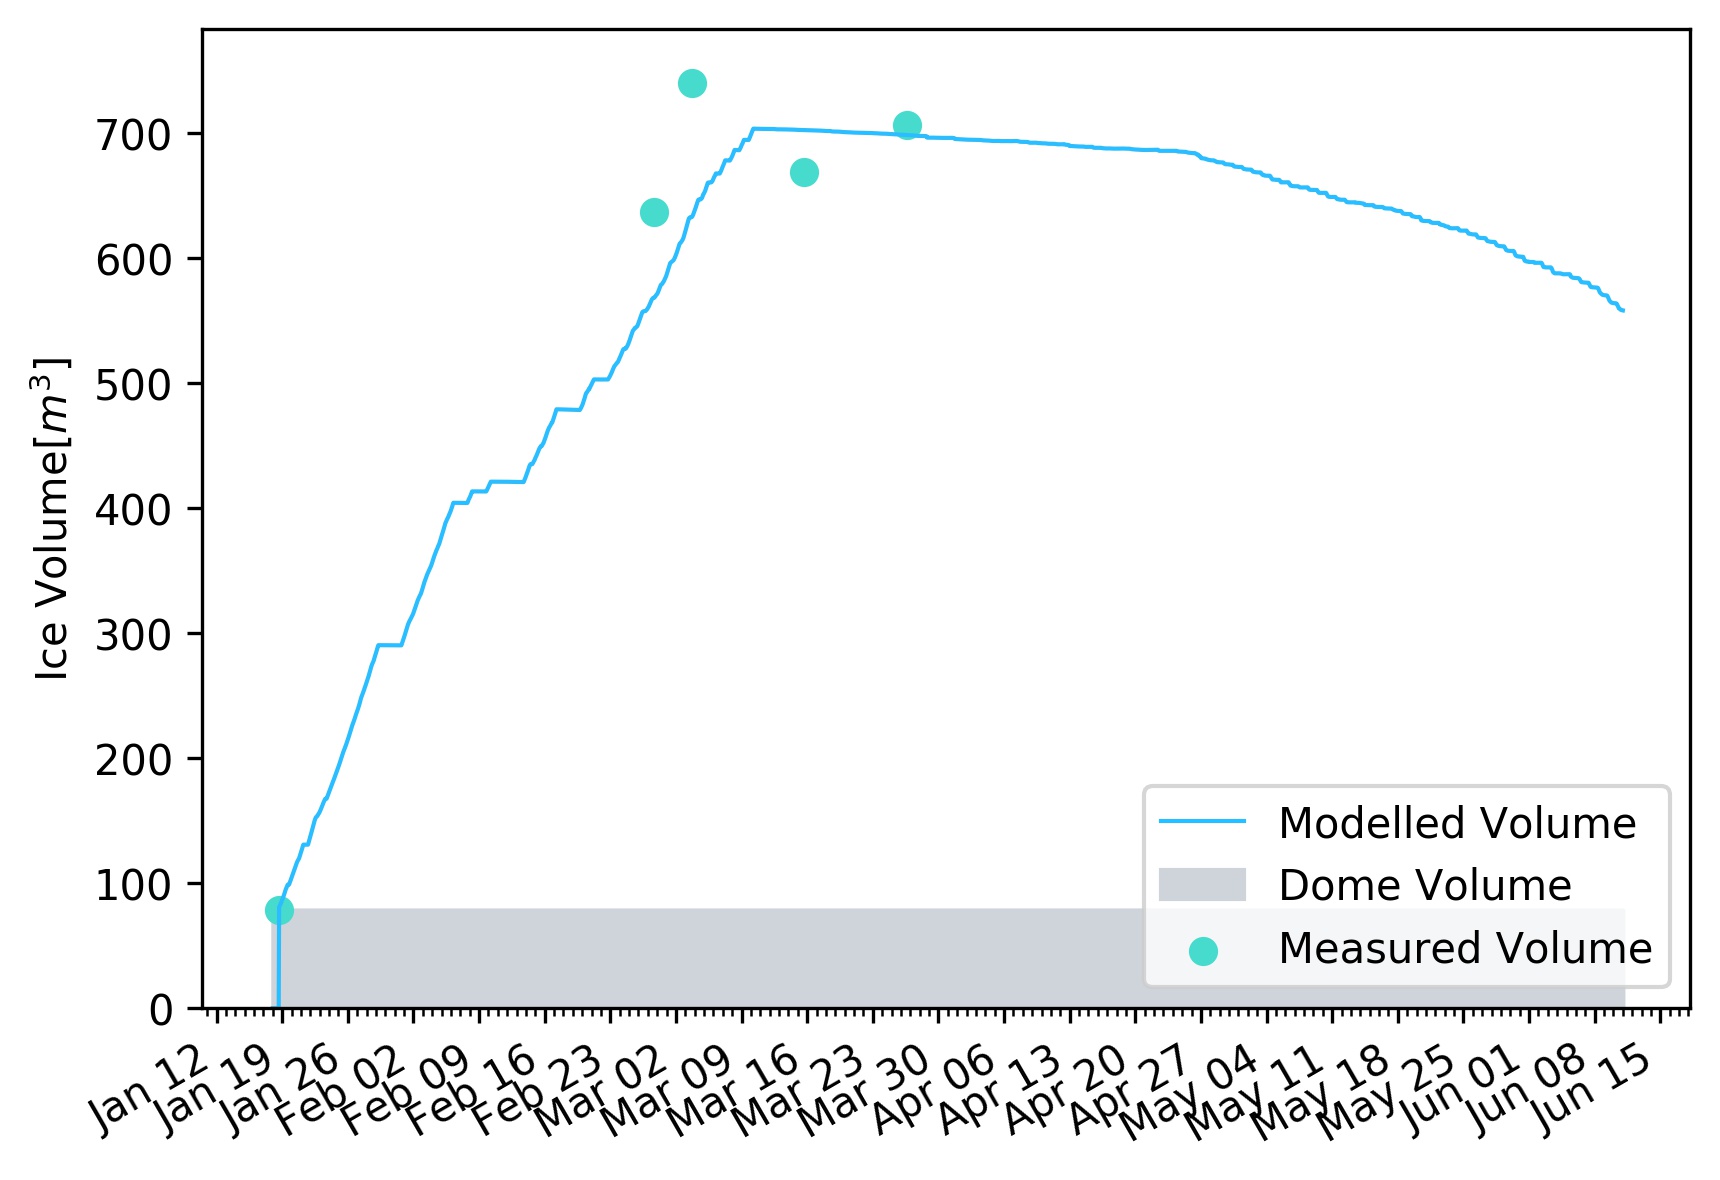 Ice Volume[m³]
700
600
500
400
300
200
100
0
Jan 12
Jan 19
Jan 26
Feb 02
Feb 09
Feb 16
Feb 23
Mar 02
Mar 09
Mar 16
Mar 23
Mar 30
Apr 06
Apr 13
Apr 20
Apr 27
May 04
May 11
May 18
May 25
Jun 01
Jun 08
Jun 15
Modelled Volume
Dome Volume
Measured Volume